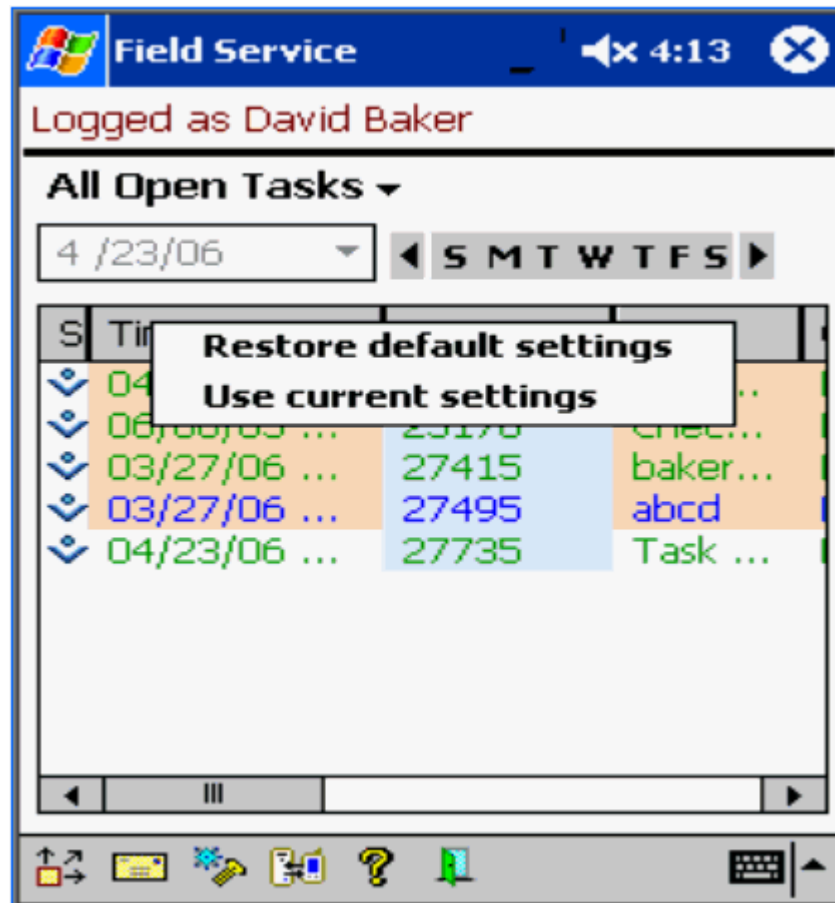 Field Service 4:13
Logged as David Baker
All Open Tasks
4 /23/06 S M T W T F S
S
Restore default settings
Use current settings
04
...
03/27/06 ... 27415 baker...
03/27/06 ... 27495 abcd
04/23/06 ... 27735 Task ...